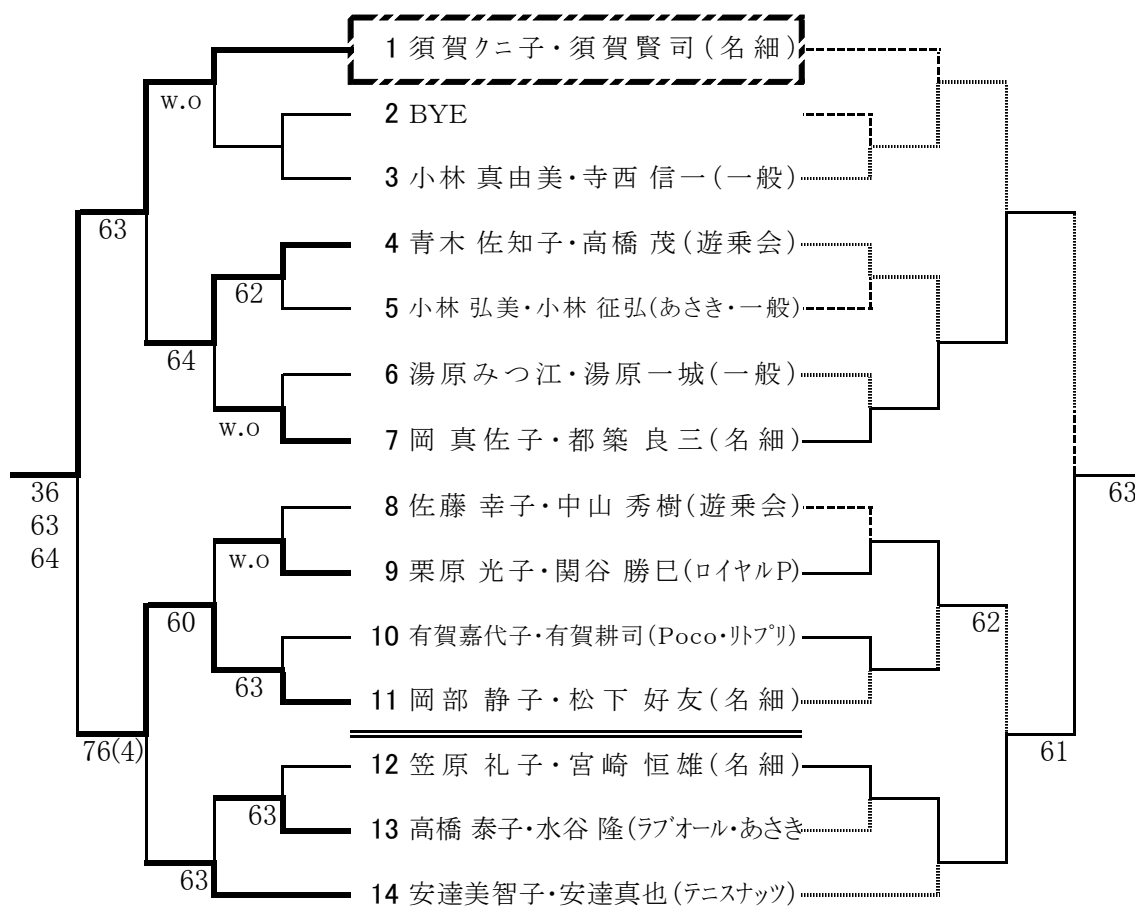 1 須賀クニ子・須賀賢司(名細)
w.o
2 BYE
3 小林 真由美・寺西 信一(一般)
63
4 青木 佐知子・高橋 茂(遊乗会)
62
5 小林 弘美・小林 征弘(あさき・一般)
64
6 湯原みつ江・湯原一城(一般)
w.o
7 岡 真佐子・都築 良三(名細)
36
63
64
63
8 佐藤 幸子・中山 秀樹(遊乗会)
w.o
9 栗原 光子・関谷 勝巳(ロイヤルP)
60
62
10 有賀嘉代子・有賀耕司(Poco・リトプリ)
63
11 岡部 静子・松下 好友(名細)
76(4)
61
12 笠原 礼子・宮崎 恒雄(名細)
63
13 高橋 泰子・水谷 隆(ラブオール・あさき
63
14 安達美智子・安達真也(テニスナッツ)